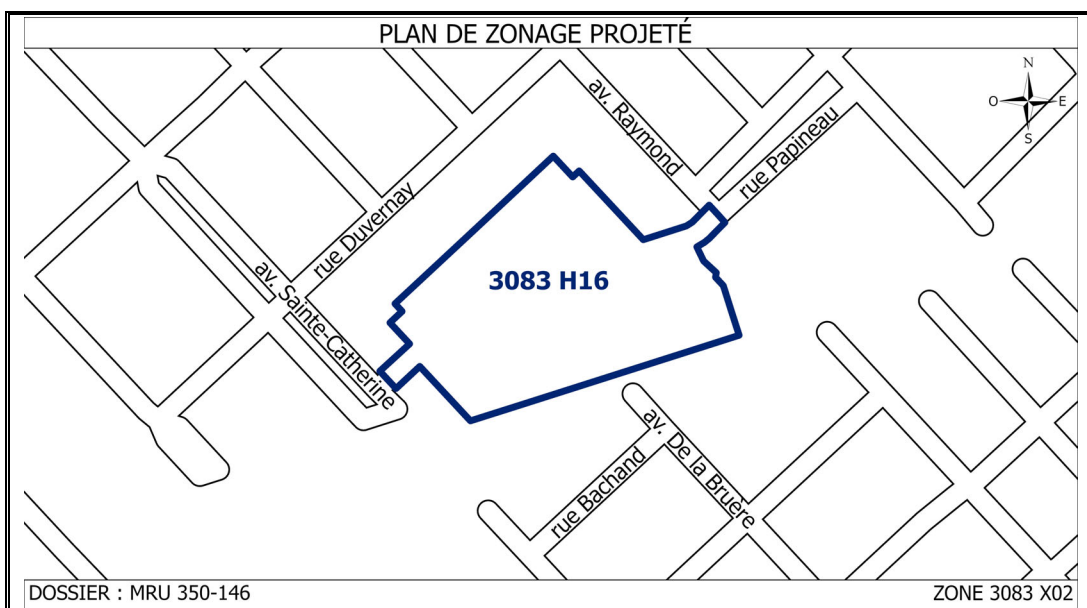 PLAN DE ZONAGE PROJETÉ
N
O
E
S
av. Raymond
rue Papineau
rue Duvernay
3083 H16
av. Sainte-Catherine
av. De la Bruère
rue Bachand
DOSSIER : MRU 350-146
ZONE 3083 X02